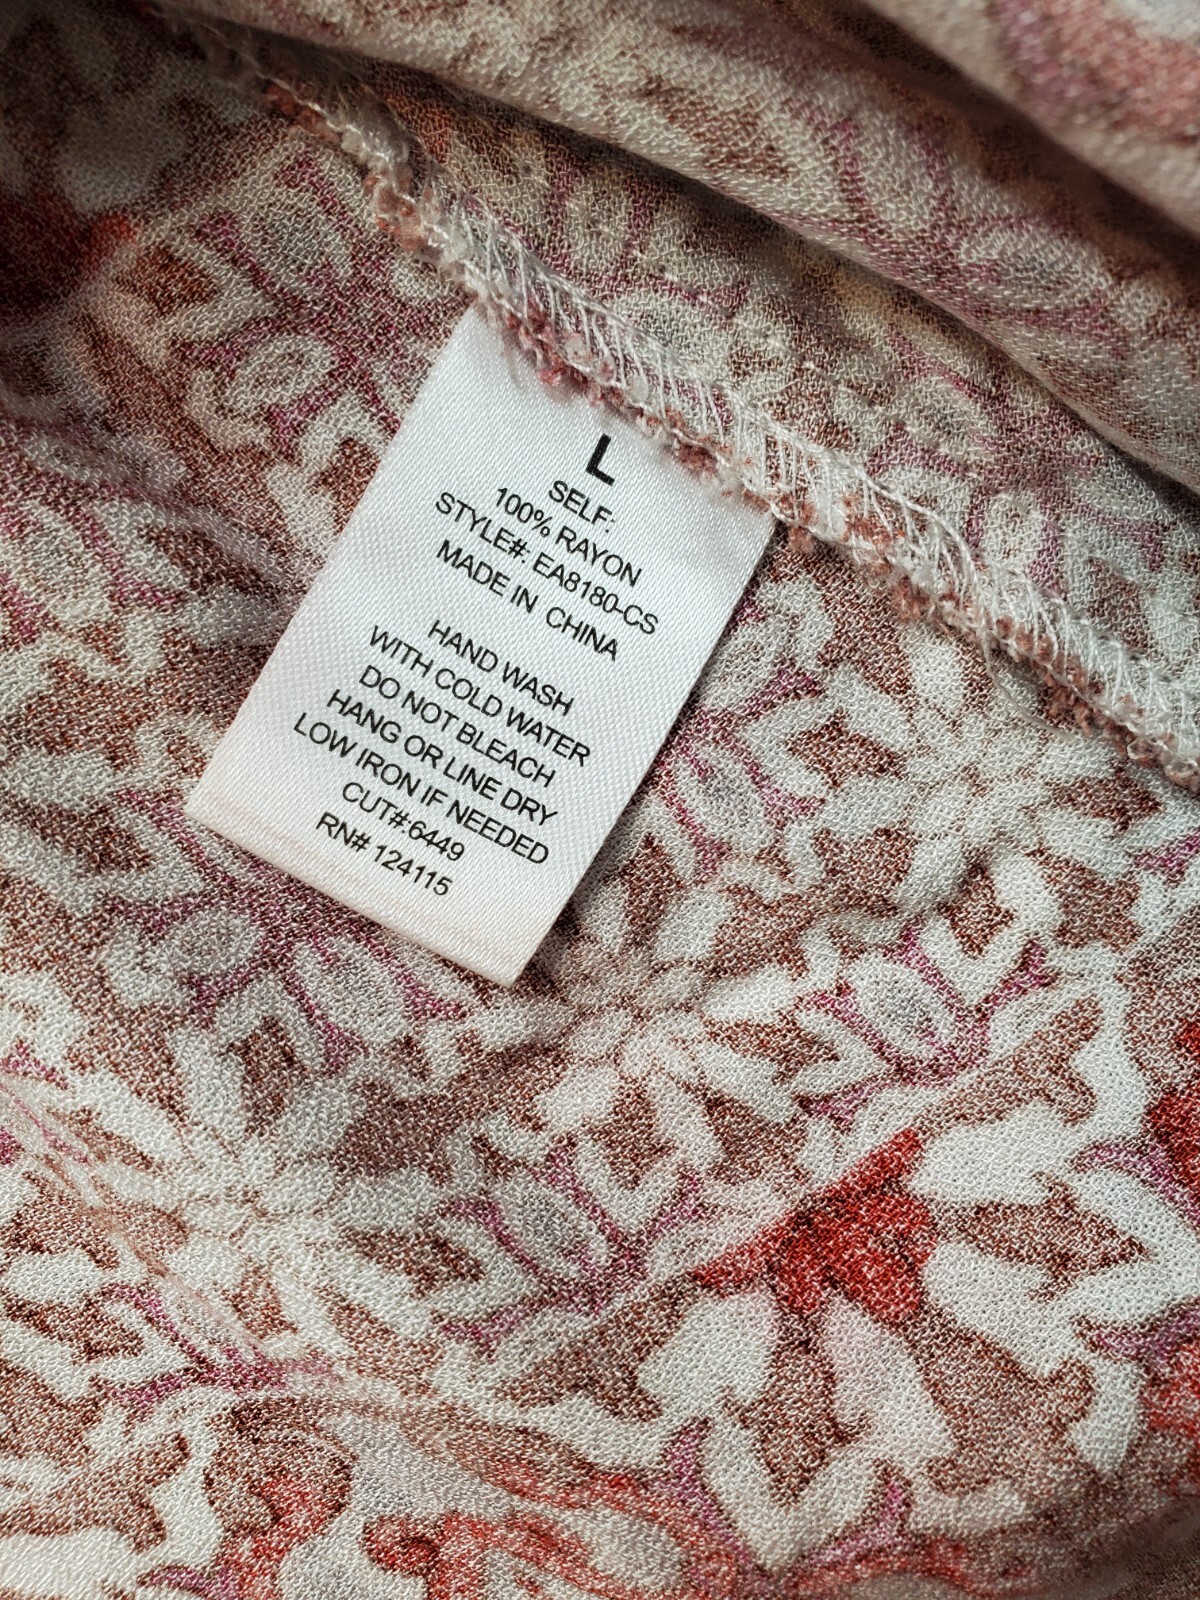 L
SELF:
100% RAYON
STYLE#: EA8180-CS
MADE IN CHINA
HAND WASH
WITH COLD WATER
DO NOT BLEACH
HANG OR LINE DRY
LOW IRON IF NEEDED
CUT#:6449
RN# 124115